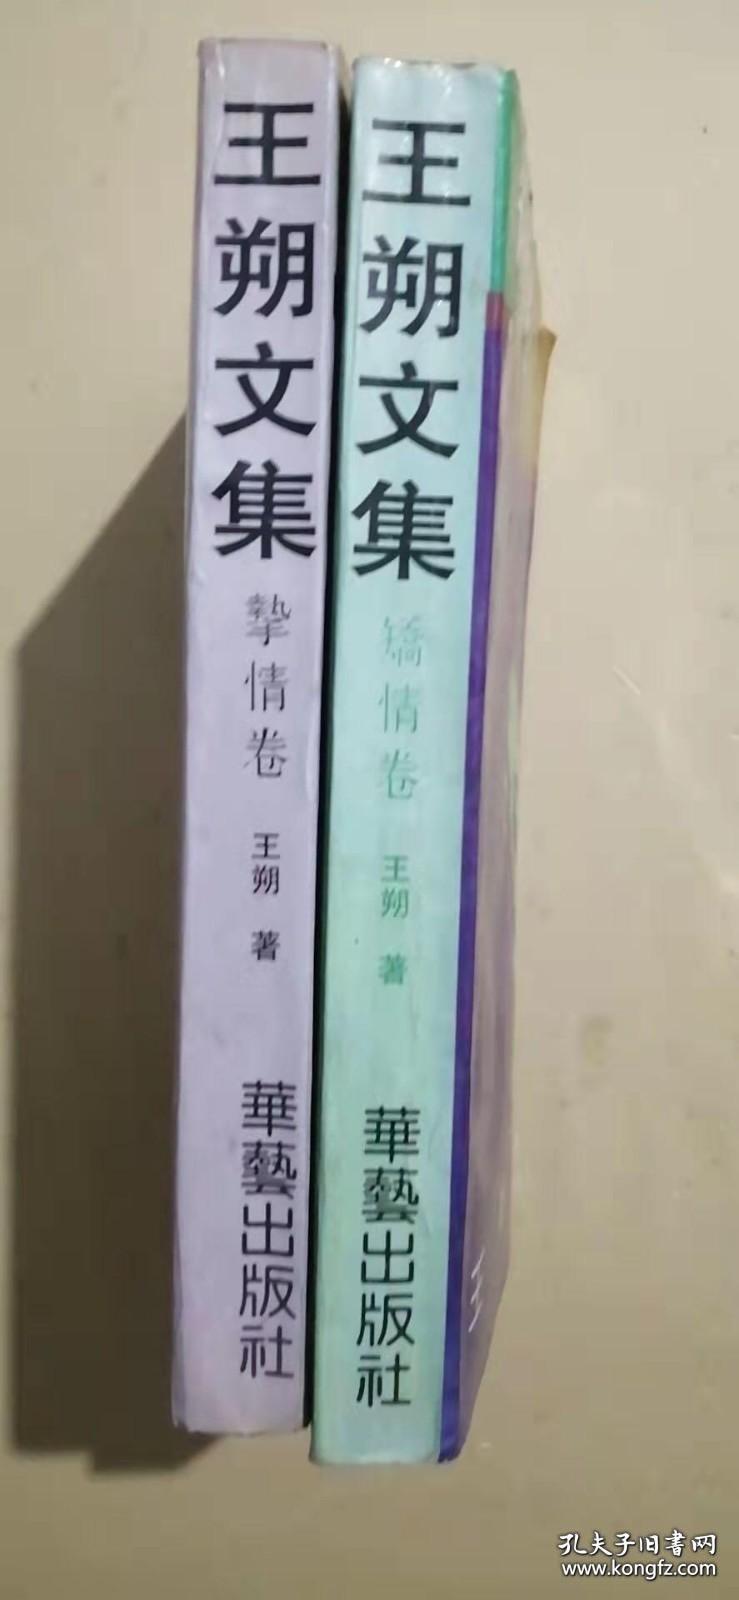 王朔文集
挚情卷
王朔 著
華藝出版社
王朔文集
矯情卷
王朔 著
華藝出版社
孔夫子旧书网
www.kongfz.com